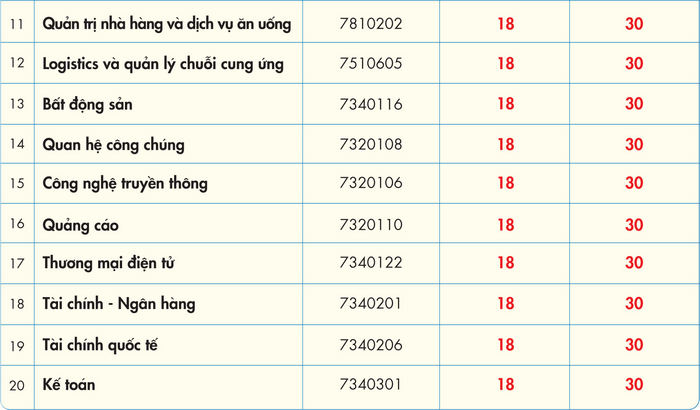 11 Quản trị nhà hàng và dịch vụ ăn uống 7810202 18 30
12 Logistics và quản lý chuỗi cung ứng 7510605 18 30
13 Bất động sản 7340116 18 30
14 Quan hệ công chúng 7320108 18 30
15 Công nghệ truyền thông 7320106 18 30
16 Quảng cáo 7320110 18 30
17 Thương mại điện tử 7340122 18 30
18 Tài chính - Ngân hàng 7340201 18 30
19 Tài chính quốc tế 7340206 18 30
20 Kế toán 7340301 18 30